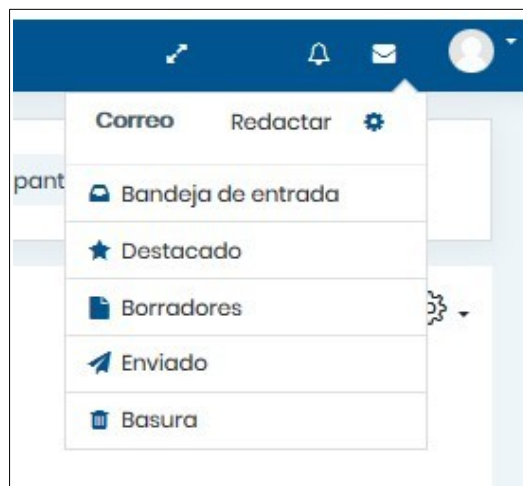 Correo Redactar
pant
Bandeja de entrada
Destacado
Borradores
Enviado
Basura